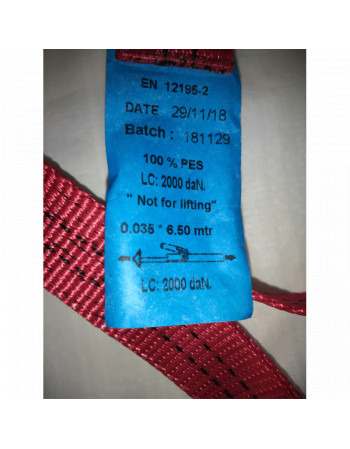 EN 12195-2
DATE 29/11/18
Batch : 181129
100 % PES
LC: 2000 daN.
" Not for lifting"
0.035 * 6.50 mtr
LC: 2000 daN.